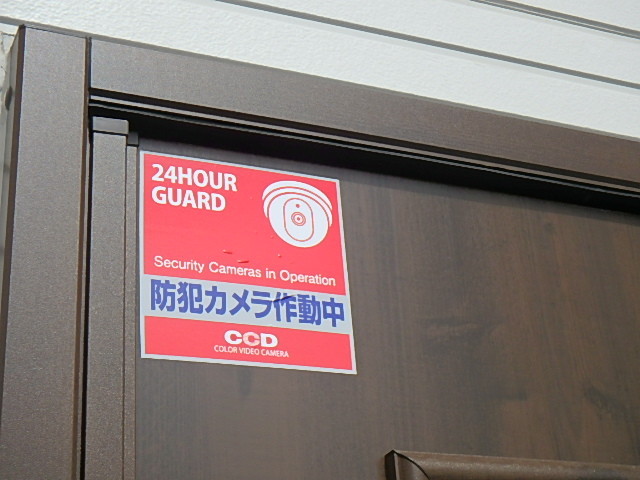 24HOUR
GUARD
Security Cameras in Operation
防犯カメラ作動中
CCD
COLOR VIDEO CAMERA